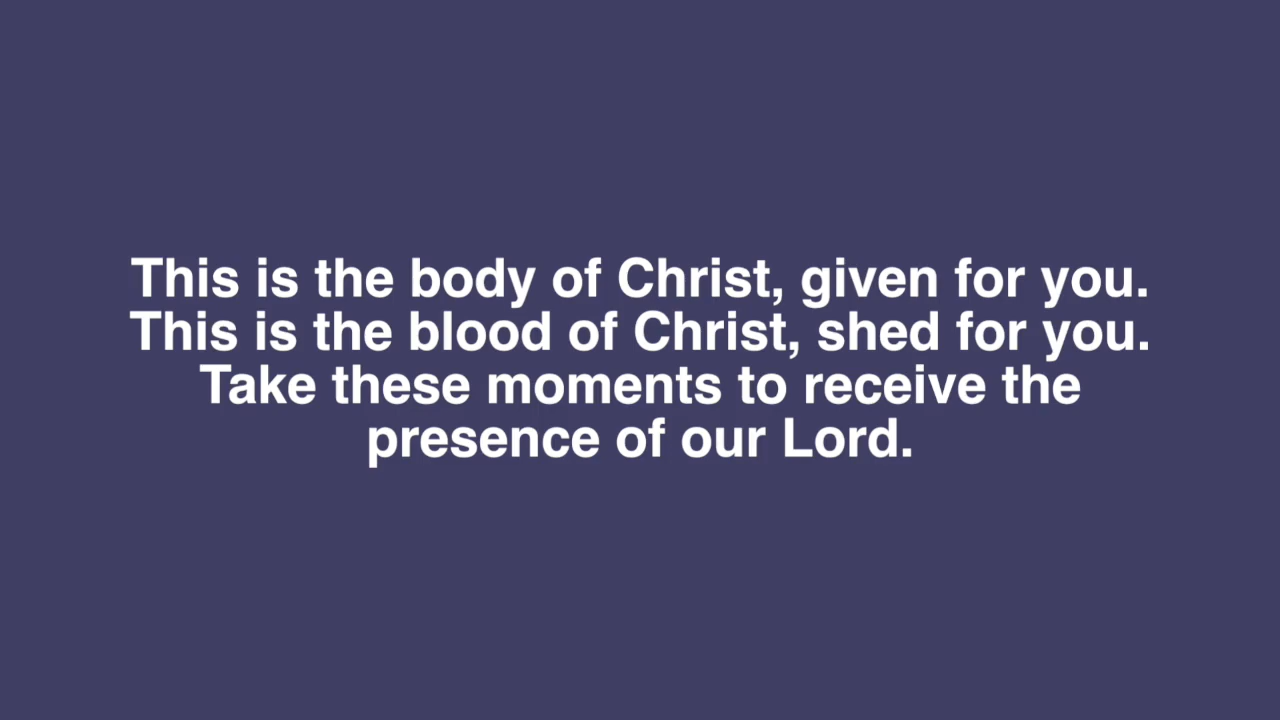 This is the body of Christ, given for you.
This is the blood of Christ, shed for you.
Take these moments to receive the
presence of our Lord.